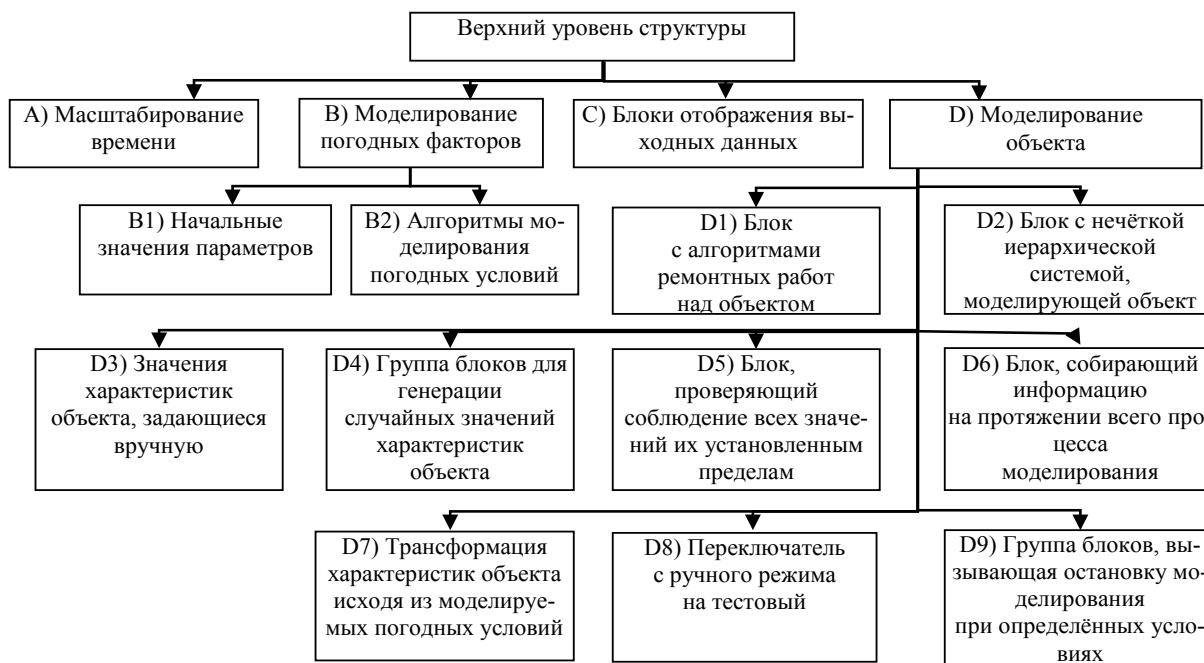 Верхний уровень структуры
A) Масштабирование
времени
B) Моделирование
погодных факторов
C) Блоки отображения вы-
ходных данных
D) Моделирование
объекта
B1) Начальные
значения параметров
B2) Алгоритмы мо-
делирования
погодных условий
D1) Блок
с алгоритмами
ремонтных работ
над объектом
D2) Блок с нечёткой
иерархической
системой,
моделирующей объект
D3) Значения
характеристик
объекта, задающиеся
вручную
D4) Группа блоков для
генерации
случайных значений
характеристик
объекта
D5) Блок,
проверяющий
соблюдение всех значе-
ний их установленным
пределам
D6) Блок, собирающий
информацию
на протяжении всего про
цесса
моделирования
D7) Трансформация
характеристик объекта
исходя из моделируе-
мых погодных условий
D8) Переключатель
с ручного режима
на тестовый
D9) Группа блоков, вы-
зывающая остановку мо-
делирования
при определённых усло-
виях